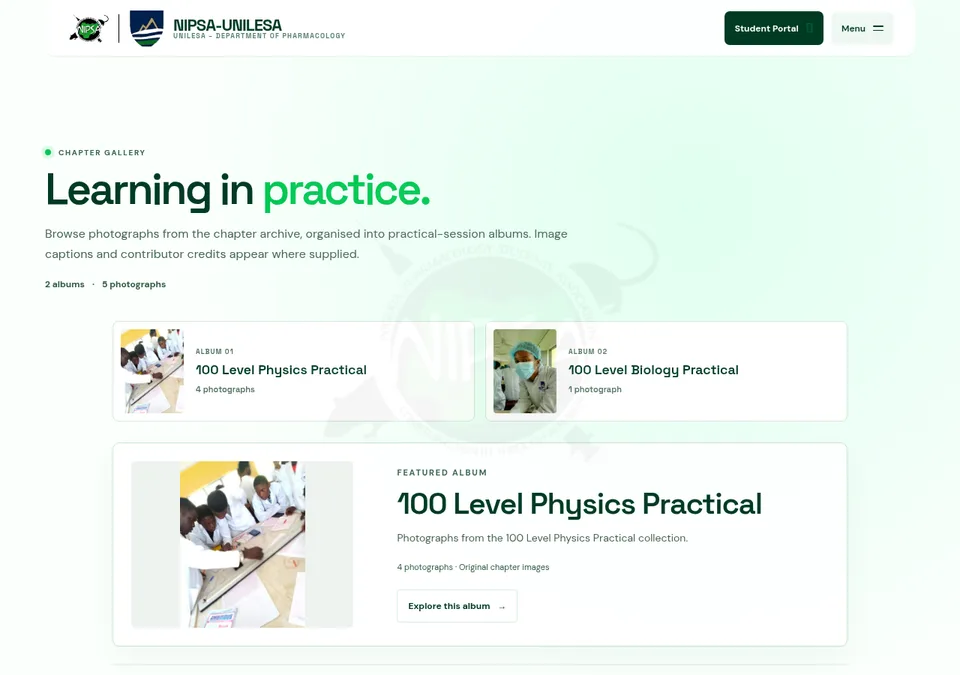 NIPSA
NIPSA-UNILESA
UNILESA – DEPARTMENT OF PHARMACOLOGY
Student Portal
Menu
CHAPTER GALLERY
Learning in practice.
Browse photographs from the chapter archive, organised into practical-session albums. Image
captions and contributor credits appear where supplied.
2 albums · 5 photographs
ALBUM 01
100 Level Physics Practical
4 photographs
ALBUM 02
100 Level Biology Practical
1 photograph
FEATURED ALBUM
100 Level Physics Practical
Photographs from the 100 Level Physics Practical collection.
4 photographs · Original chapter images
Explore this album →